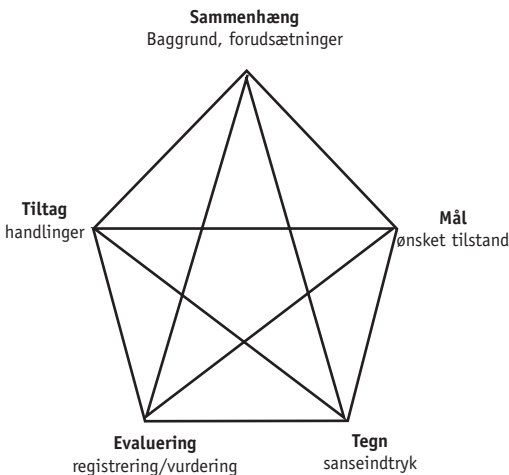 Sammenhæng
Baggrund, forudsætninger
Tiltag
handlinger
Mål
ønsket tilstand
Evaluering
registrering/vurdering
Tegn
sanseindtryk